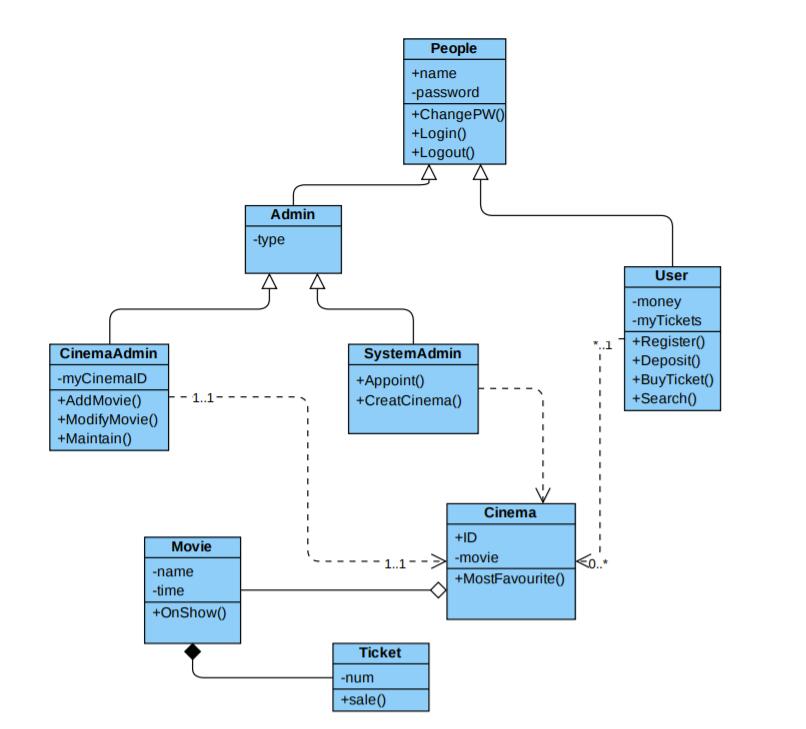 People
+name
-password
+ChangePW()
+Login()
+Logout()
Admin
-type
User
-money
-myTickets
+Register()
+Deposit()
+BuyTicket()
+Search()
CinemaAdmin
-myCinemaID
+AddMovie()
+ModifyMovie()
+Maintain()
SystemAdmin
+Appoint()
+CreatCinema()
*..1
1..1
Cinema
+ID
-movie
+MostFavourite()
1..1
0..*
Movie
-name
-time
+OnShow()
Ticket
-num
+sale()